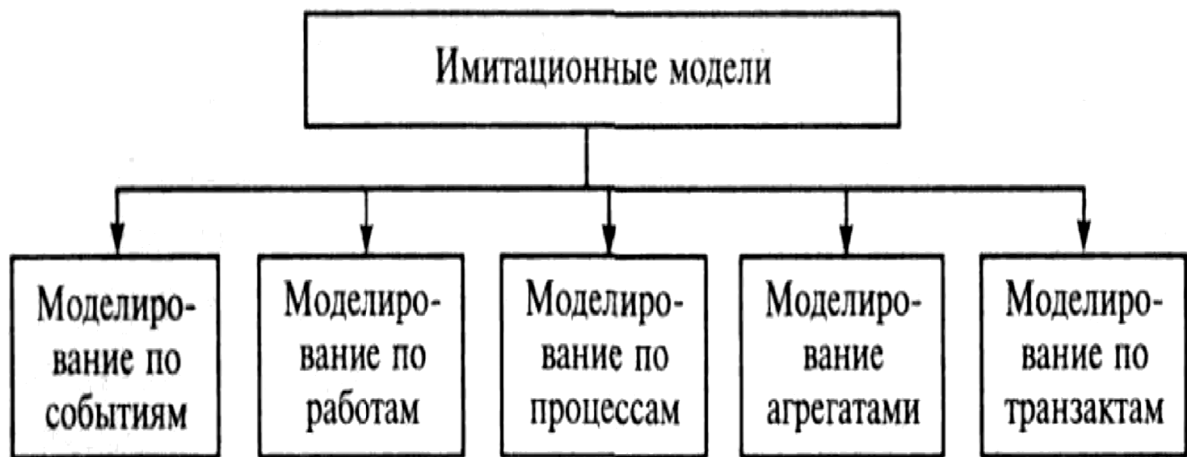 Имитационные модели
Моделиро-
вание по
событиям
Моделиро-
вание по
работам
Моделиро-
вание по
процессам
Моделиро-
вание
агрегатами
Моделиро-
вание по
транзактам